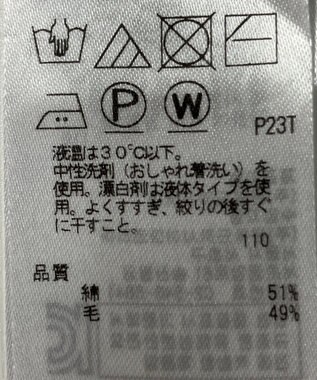 P W
P23T
液温は30℃以下。
中性洗剤（おしゃれ着洗い）を
使用。漂白剤は液体タイプを使
用。よくすすぎ、絞りの後すぐ
に干すこと。
110
品質
綿 51%
毛 49%